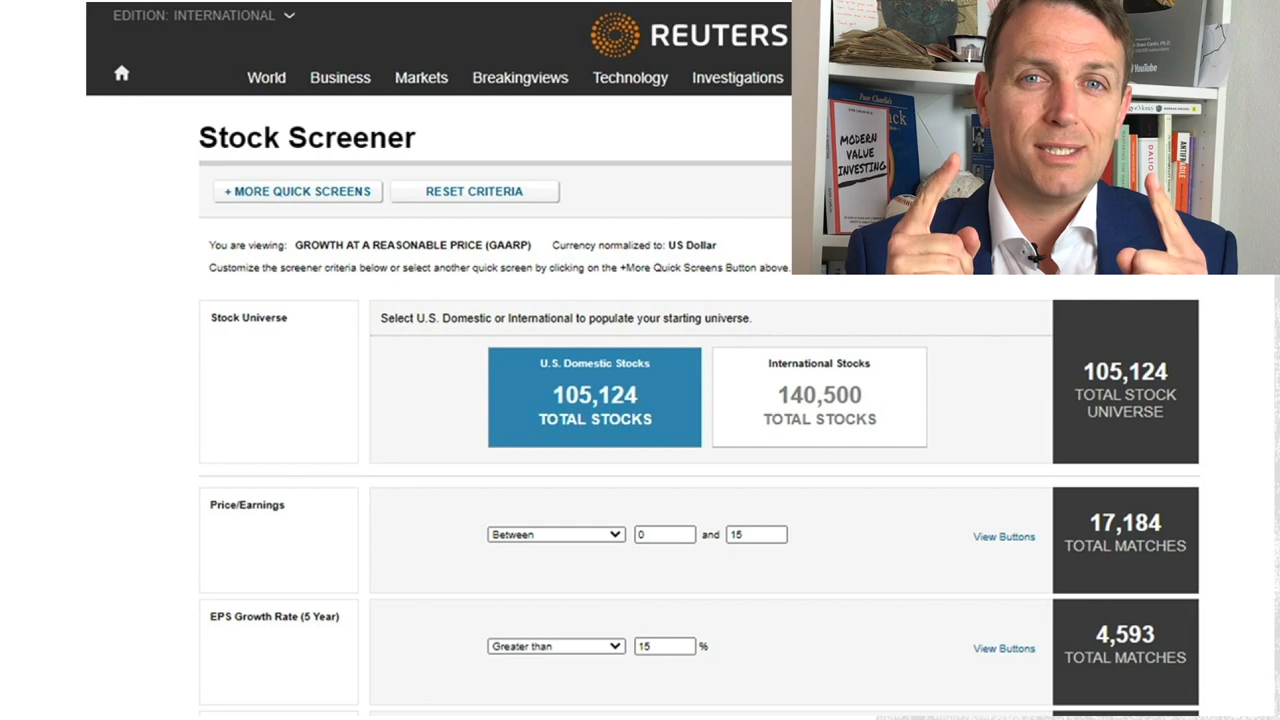 EDITION: INTERNATIONAL
REUTERS
World Business Markets Breakingviews Technology Investigations
Stock Screener
+ MORE QUICK SCREENS RESET CRITERIA
You are viewing: GROWTH AT A REASONABLE PRICE (GAARP) Currency normalized to: US Dollar
Customize the screener criteria below or select another quick screen by clicking on the +More Quick Screens Button above.
Stock Universe
Select U.S. Domestic or International to populate your starting universe.
U.S. Domestic Stocks
105,124
TOTAL STOCKS
International Stocks
140,500
TOTAL STOCKS
105,124
TOTAL STOCK
UNIVERSE
Price/Earnings
Between 0 and 15
View Buttons
17,184
TOTAL MATCHES
EPS Growth Rate (5 Year)
Greater than 15 %
View Buttons
4,593
TOTAL MATCHES
MODERN
VALUE
INVESTING
Poor Charlie's
YouTube
DALIO
ANTIFRAGILE